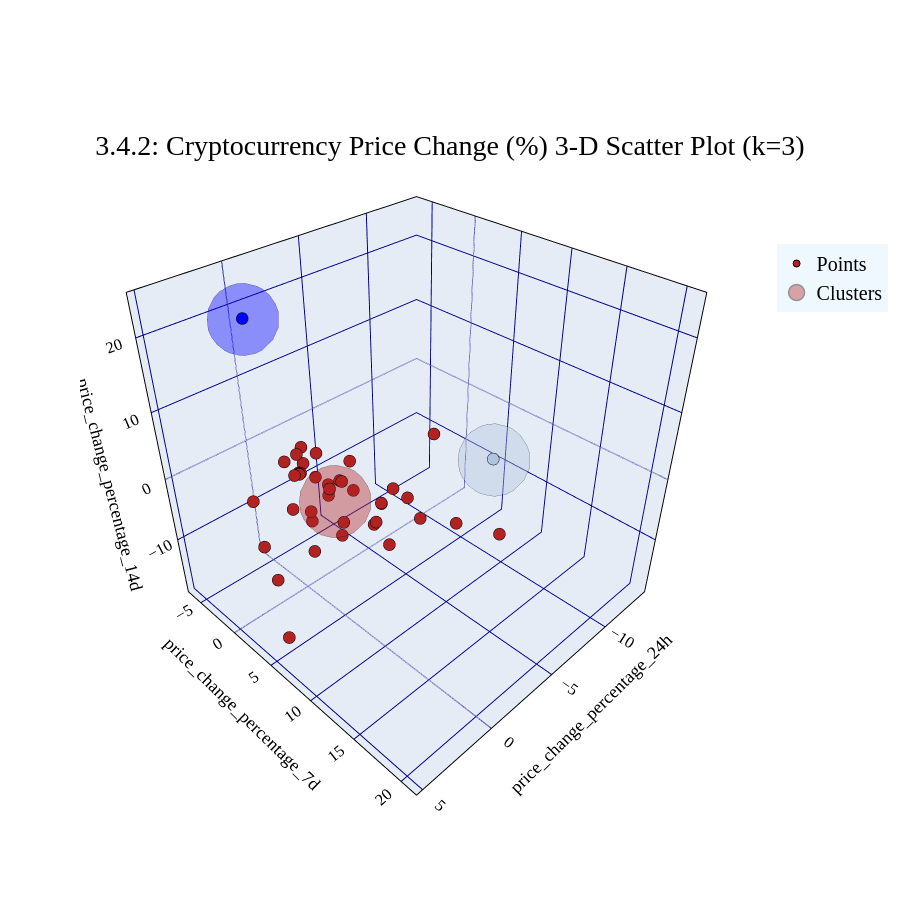 3.4.2: Cryptocurrency Price Change (%) 3-D Scatter Plot (k=3)
Points
Clusters
20
10
0
−10
price_change_percentage_14d
−5
0
5
10
15
20
price_change_percentage_7d
−10
−5
0
5
price_change_percentage_24h